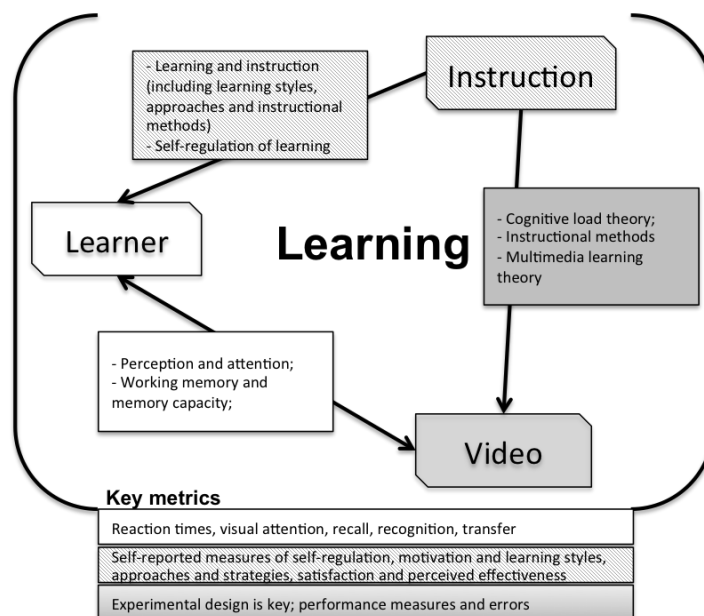 - Learning and instruction
(including learning styles,
approaches and instructional
methods)
- Self-regulation of learning
Instruction
Learner
Learning
- Cognitive load theory;
- Instructional methods
- Multimedia learning
theory
- Perception and attention;
- Working memory and
memory capacity;
Video
Key metrics
Reaction times, visual attention, recall, recognition, transfer
Self-reported measures of self-regulation, motivation and learning styles,
approaches and strategies, satisfaction and perceived effectiveness
Experimental design is key; performance measures and errors